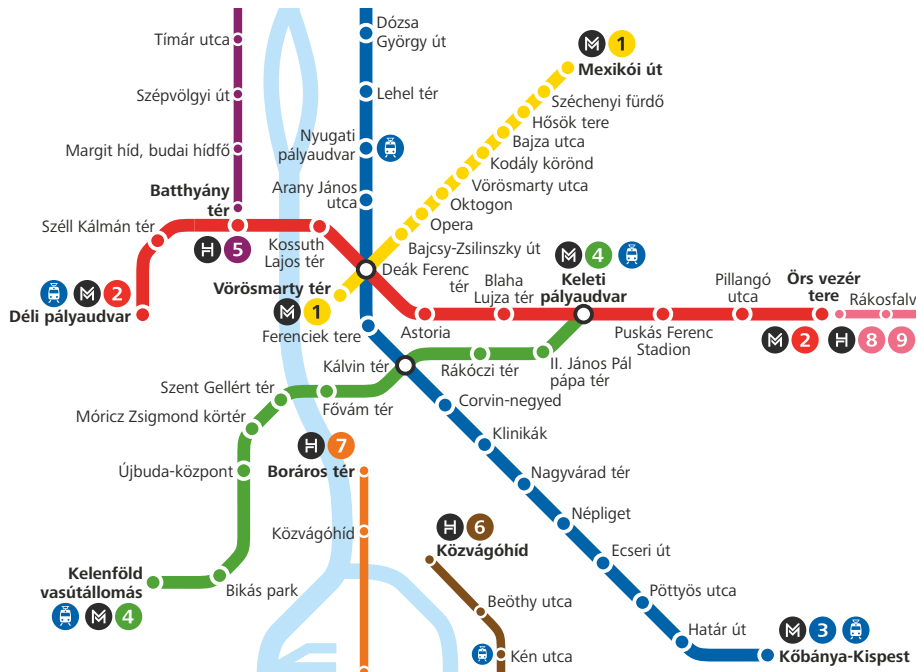 Dózsa
György út
M 1
Tímár utca
Mexikói út
Szépvölgyi út
Lehel tér
Széchenyi fürdő
Hősök tere
Nyugati
pályaudvar
Bajza utca
Margit híd, budai hídfő
Kodály körönd
Batthyány
tér
Arany János
utca
Vörösmarty utca
Oktogon
Széll Kálmán tér
Opera
H 5
Kossuth
Lajos tér
Bajcsy-Zsilinszky út
M 4
Deák Ferenc
tér
Blaha
Lujza tér
Keleti
pályaudvar
Pillangó
utca
Örs vezér
tere
M 2
Vörösmarty tér
Rákosfalv
Déli pályaudvar
M 1
Ferenciek tere
Astoria
Puskás Ferenc
Stadion
M 2 H 8 9
Kálvin tér
Rákóczi tér
II. János Pál
pápa tér
Szent Gellért tér
Fővám tér
Corvin-negyed
Móricz Zsigmond körtér
H 7
Klinikák
Újbuda-központ
Boráros tér
Nagyvárad tér
Közvágóhíd
H 6
Népliget
Közvágóhíd
Kelenföld
vasútállomás
Ecseri út
Bikás park
Beöthy utca
Pöttyös utca
M 4
Határ út
M 3
Kén utca
Kőbánya-Kispest